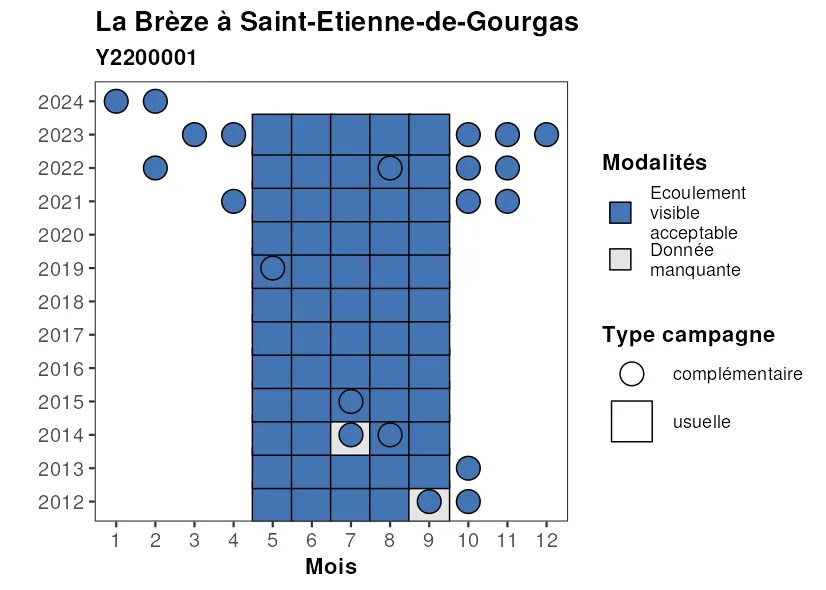 La Brèze à Saint-Etienne-de-Gourgas
Y2200001
2024
2023
2022
2021
2020
2019
2018
2017
2016
2015
2014
2013
2012
1 2 3 4 5 6 7 8 9 10 11 12
Mois
Modalités
Ecoulement
visible
acceptable
Donnée
manquante
Type campagne
complémentaire
usuelle